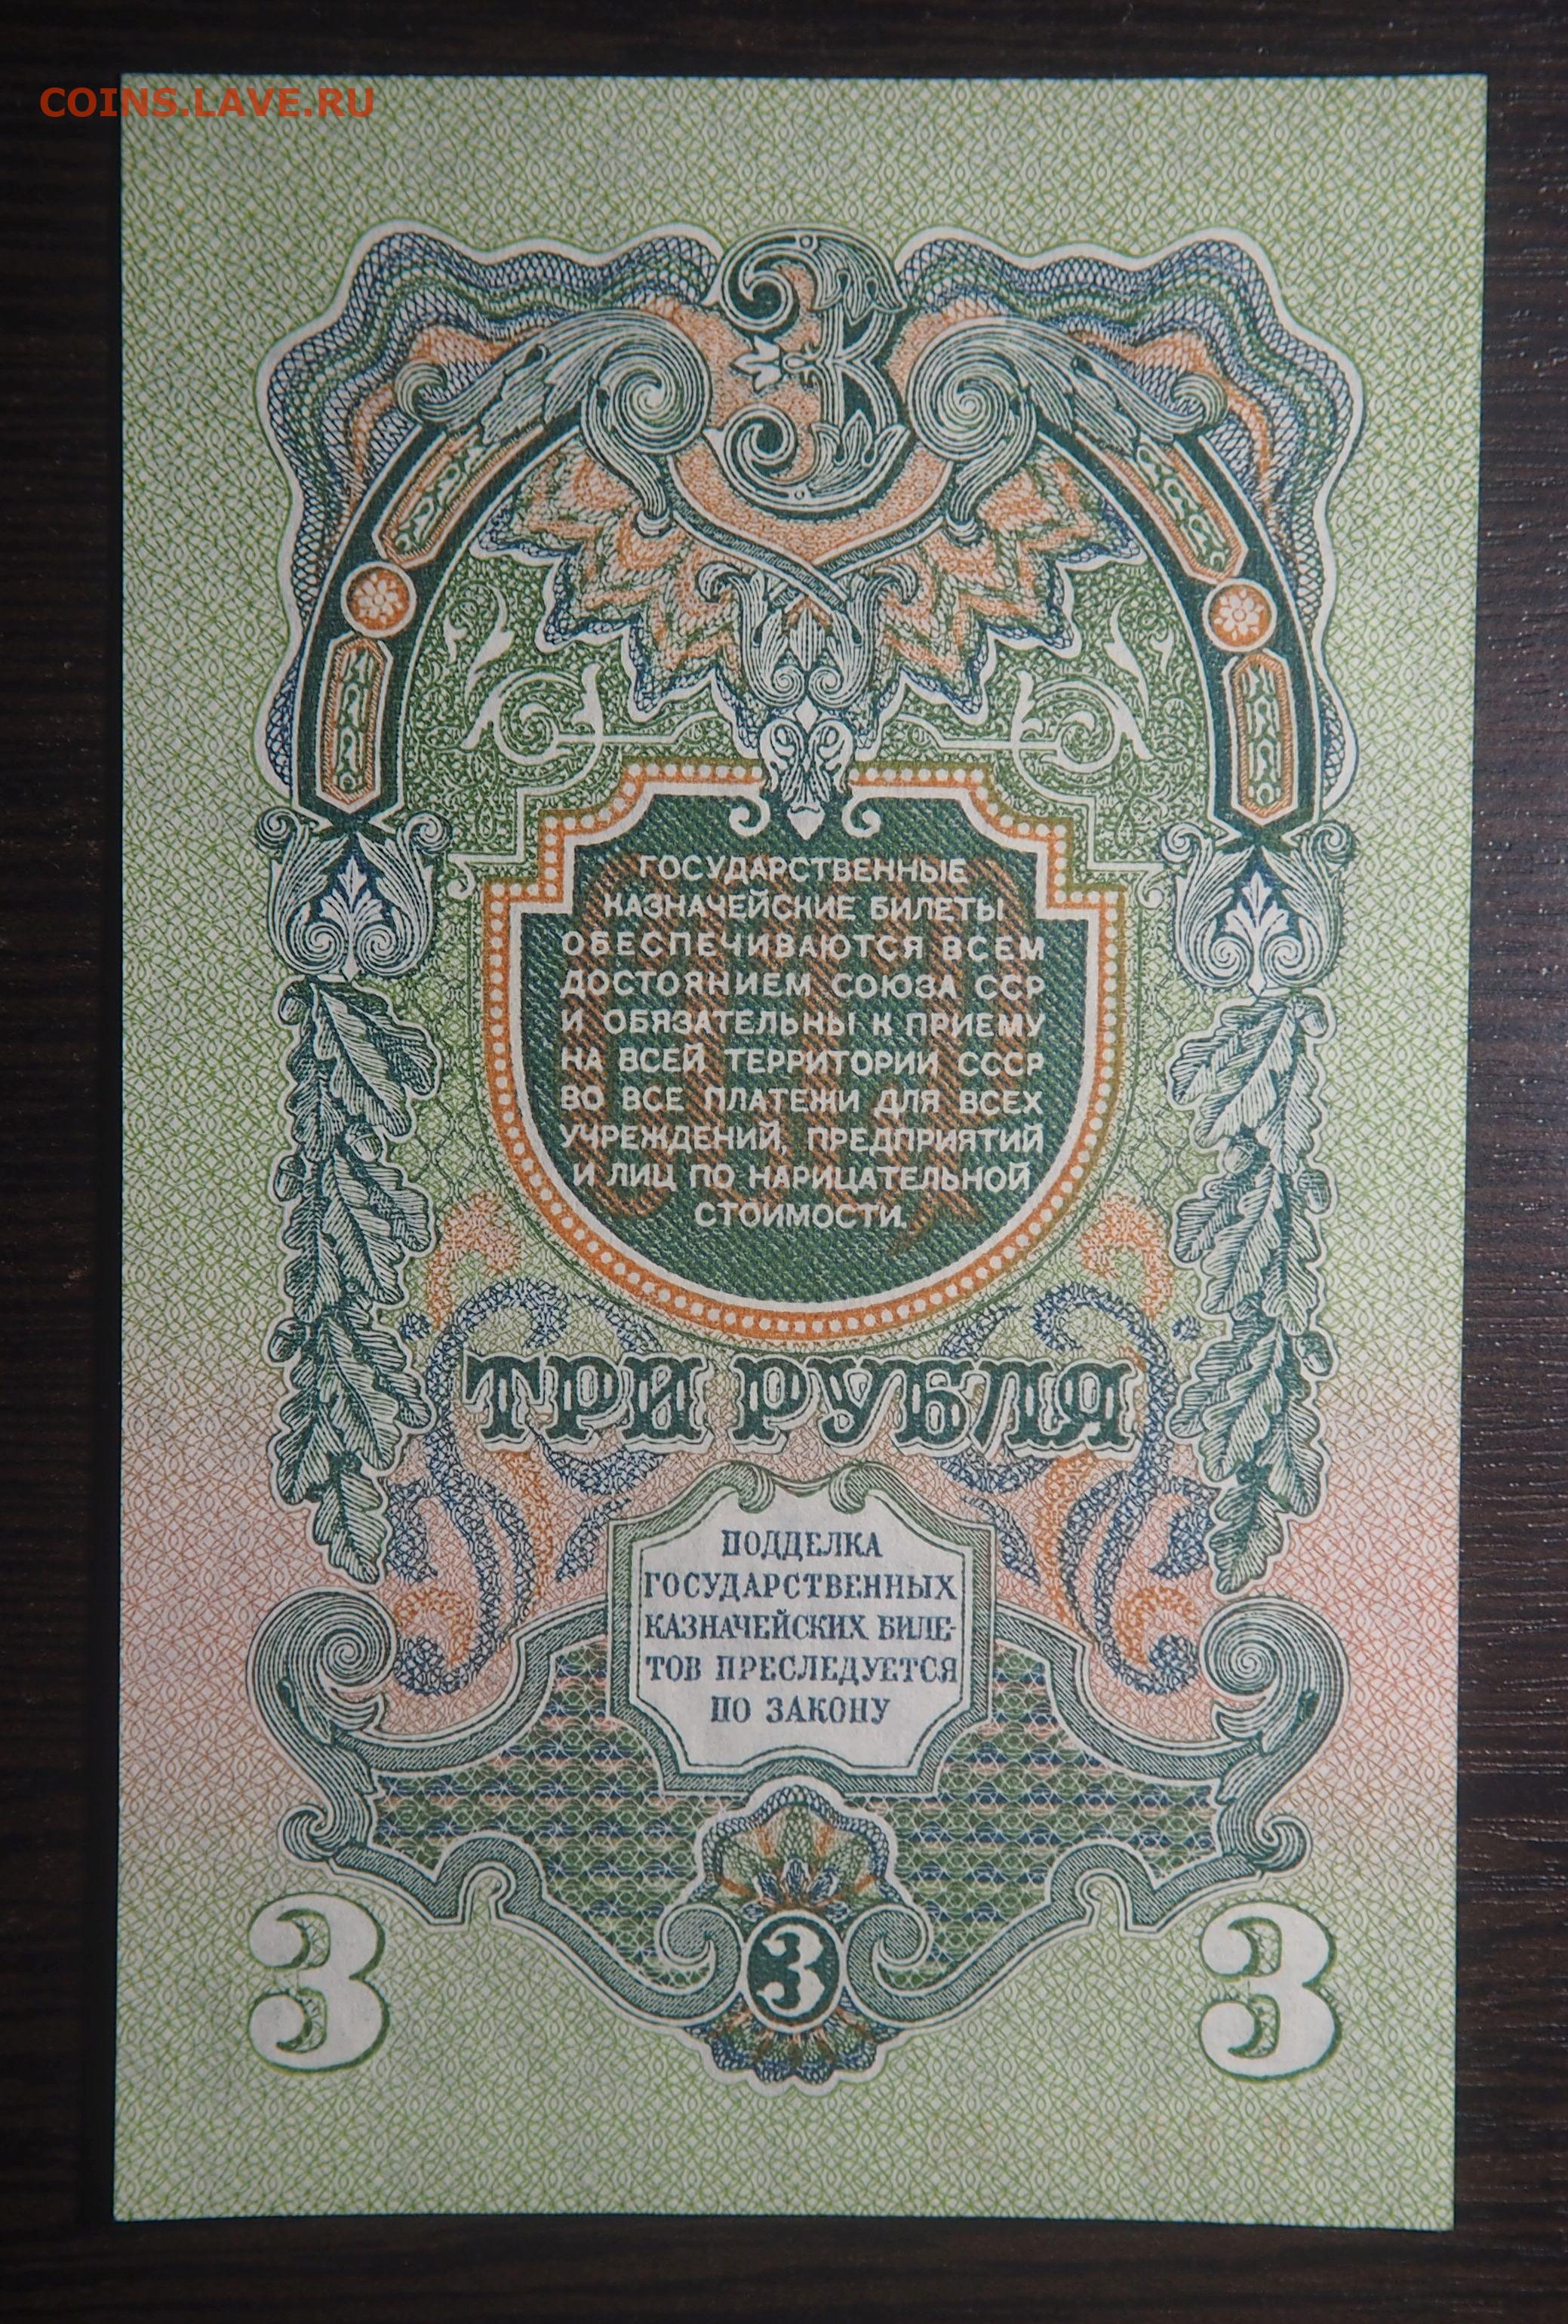 COINS.LAVE.RU
3
ГОСУДАРСТВЕННЫЕ
КАЗНАЧЕЙСКИЕ БИЛЕТЫ
ОБЕСПЕЧИВАЮТСЯ ВСЕМ
ДОСТОЯНИЕМ СОЮЗА ССР
И ОБЯЗАТЕЛЬНЫ К ПРИЕМУ
НА ВСЕЙ ТЕРРИТОРИИ СССР
ВО ВСЕ ПЛАТЕЖИ ДЛЯ ВСЕХ
УЧРЕЖДЕНИЙ, ПРЕДПРИЯТИЙ
И ЛИЦ ПО НАРИЦАТЕЛЬНОЙ
СТОИМОСТИ.
ТРИ РУБЛЯ
ПОДДЕЛКА
ГОСУДАРСТВЕННЫХ
КАЗНАЧЕЙСКИХ БИЛЕ-
ТОВ ПРЕСЛЕДУЕТСЯ
ПО ЗАКОНУ
3 3 3